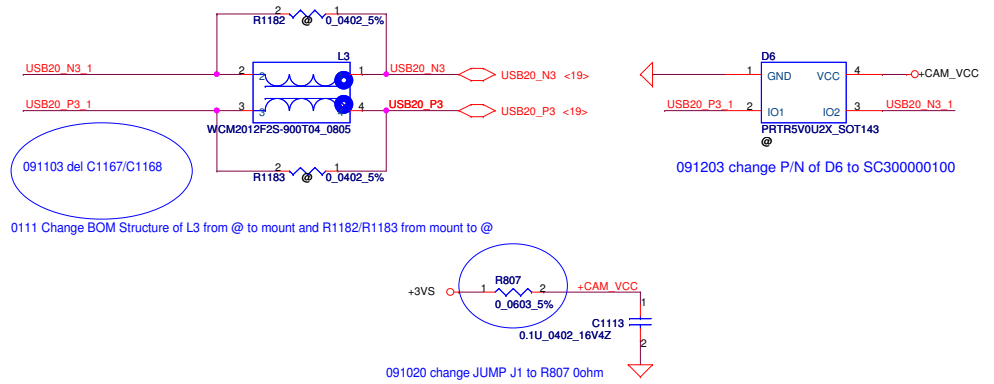 2 1
R1182 @ 0_0402_5%
L3
D6
USB20_N3_1 2 2 1 USB20_N3 USB20_N3 <19>
1 GND VCC 4 +CAM_VCC
USB20_P3_1 3 3 4 USB20_P3 USB20_P3 <19>
USB20_P3_1 2 IO1 IO2 3 USB20_N3_1
WCM2012F2S-900T04_0805
PRTR5V0U2X_SOT143
@
091103 del C1167/C1168
2 1
R1183 @ 0_0402_5%
091203 change P/N of D6 to SC300000100
0111 Change BOM Structure of L3 from @ to mount and R1182/R1183 from mount to @
R807
+3VS 1 2 +CAM_VCC
0_0603_5%
1
C1113
0.1U_0402_16V4Z
2
091020 change JUMP J1 to R807 0ohm